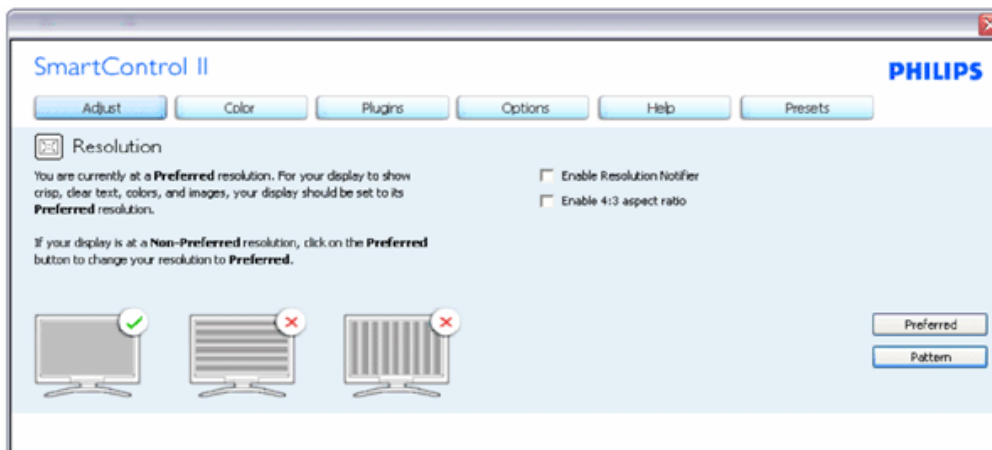 SmartControl II
PHILIPS
Adjust Color Plugins Options Help Presets
Resolution
You are currently at a Preferred resolution. For your display to show
crisp, clear text, colors, and images, your display should be set to its
Preferred resolution.
If your display is at a Non-Preferred resolution, click on the Preferred
button to change your resolution to Preferred.
Enable Resolution Notifier
Enable 4:3 aspect ratio
Preferred
Pattern